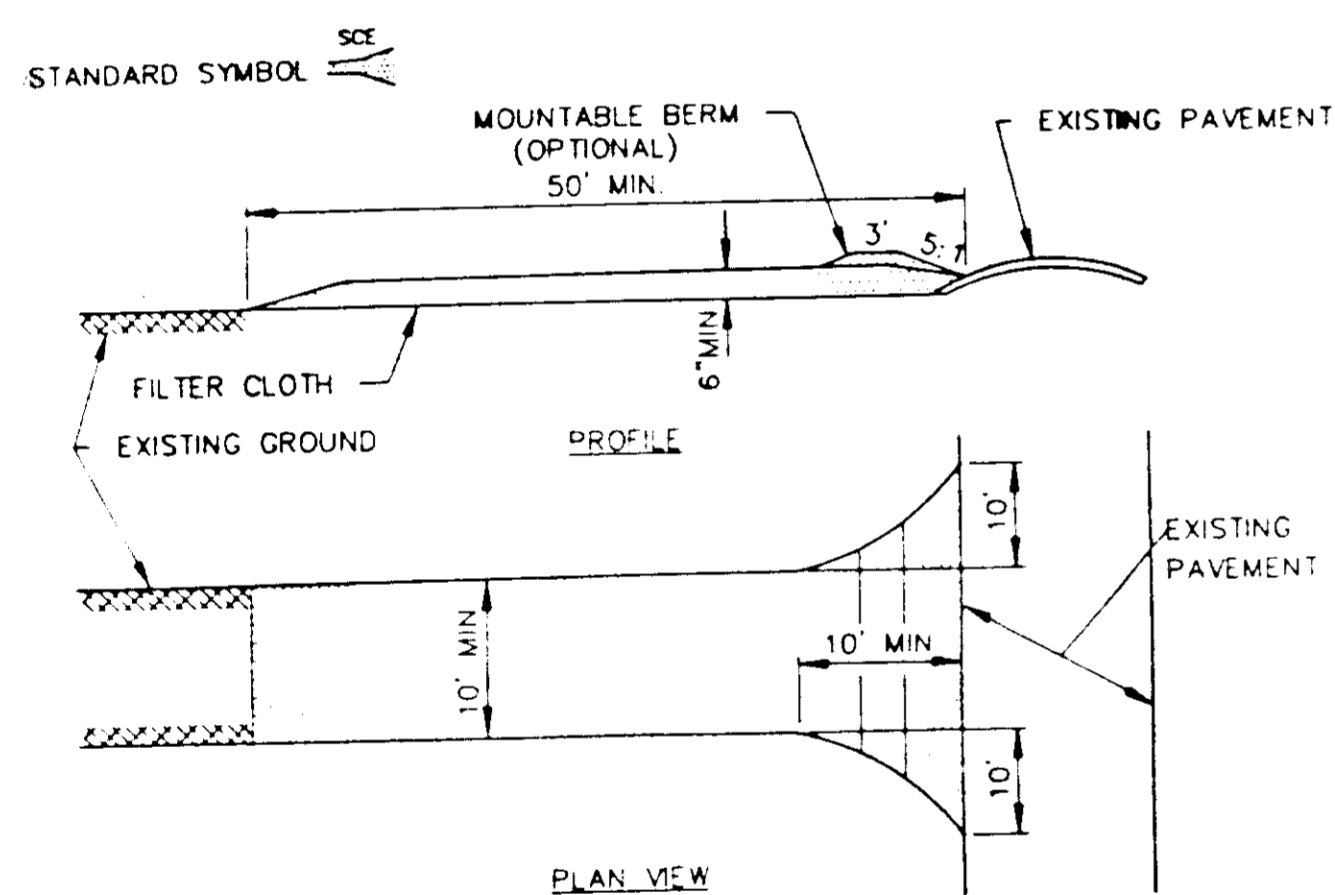 SCE
STANDARD SYMBOL
MOUNTABLE BERM
(OPTIONAL)
50' MIN.
EXISTING PAVEMENT
3'
5:1
6" MIN
FILTER CLOTH
EXISTING GROUND
PROFILE
10'
EXISTING
PAVEMENT
10' MIN
10' MIN
10'
PLAN VIEW